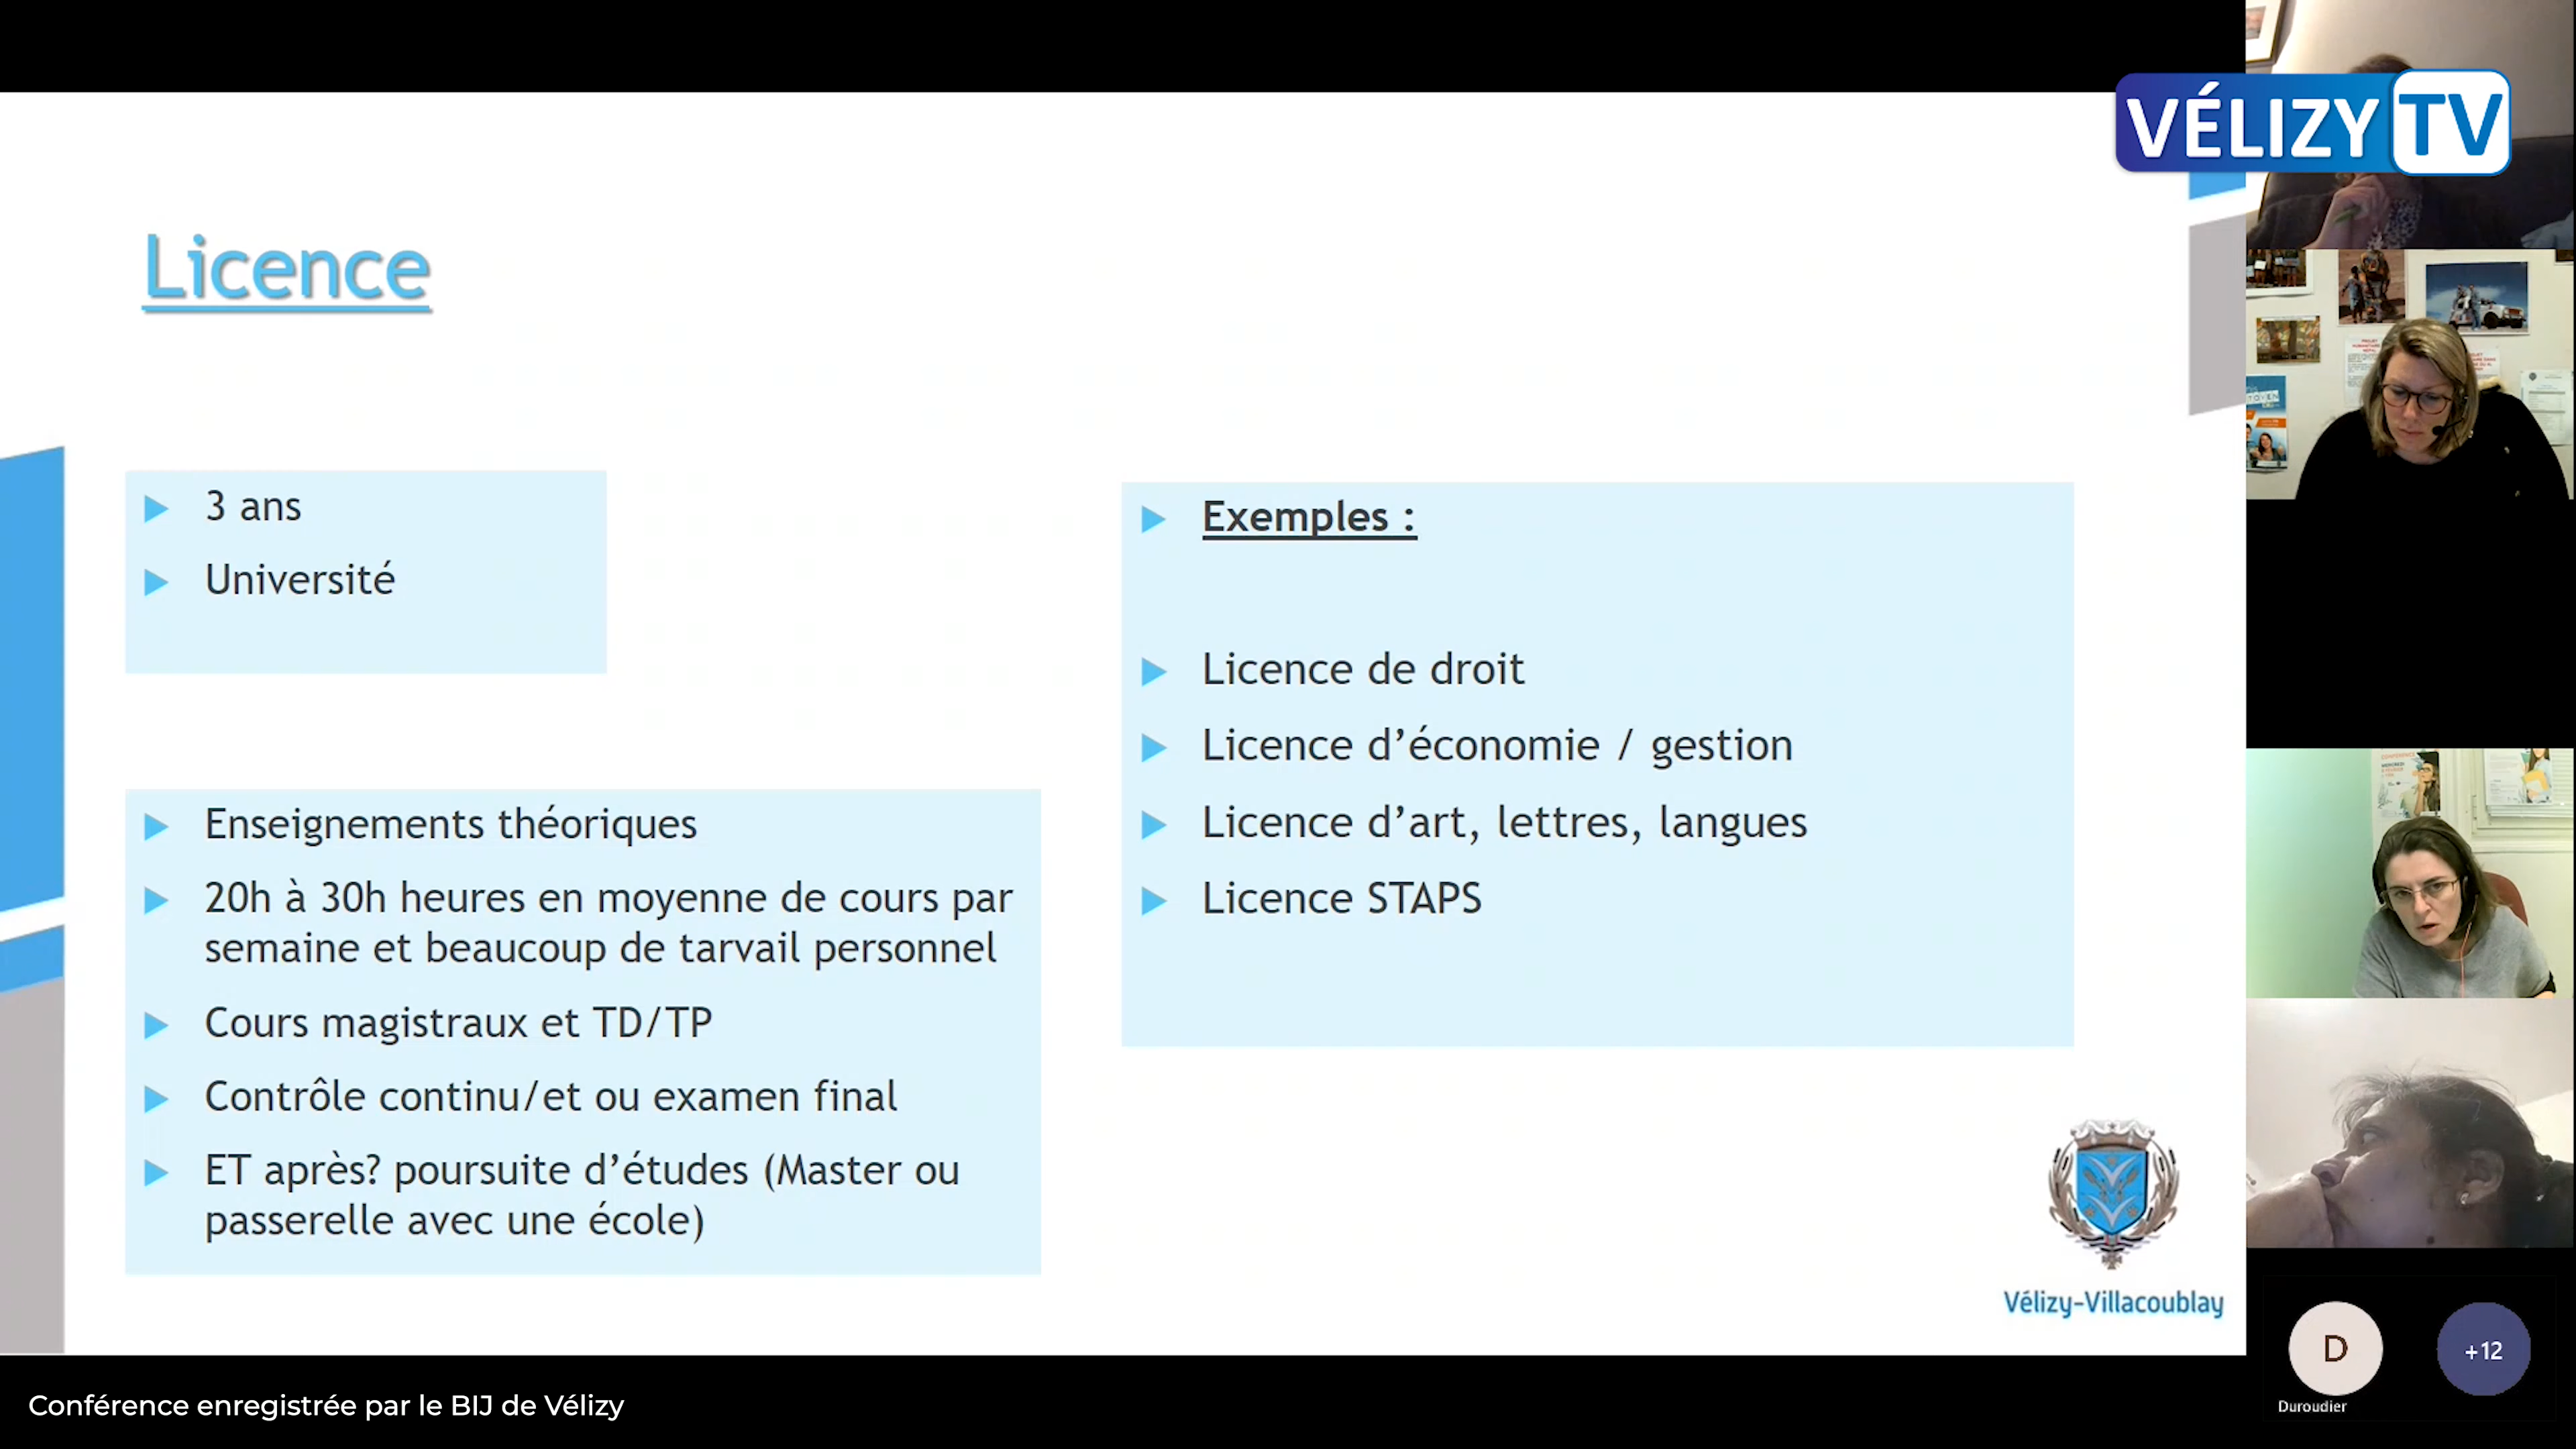 VÉLIZY TV
Licence
3 ans
Université
Enseignements théoriques
20h à 30h heures en moyenne de cours par
semaine et beaucoup de tarvail personnel
Cours magistraux et TD/TP
Contrôle continu/et ou examen final
ET après? poursuite d’études (Master ou
passerelle avec une école)
Exemples :
Licence de droit
Licence d’économie / gestion
Licence d’art, lettres, langues
Licence STAPS
Vélizy-Villacoublay
D
+12
Duroudier
Conférence enregistrée par le BIJ de Vélizy